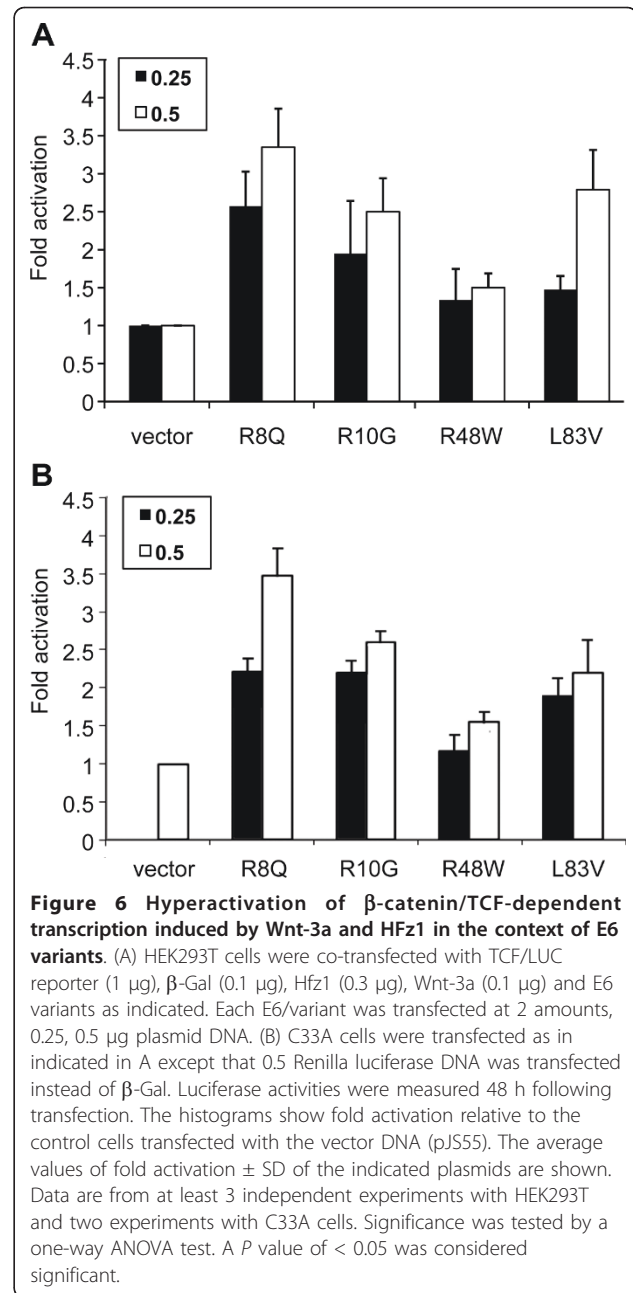 A
4.5
4
3.5
3
2.5
2
1.5
1
0.5
0
Fold activation
0.25
0.5
vector R8Q R10G R48W L83V
B
4.5
4
3.5
3
2.5
2
1.5
1
0.5
0
Fold activation
0.25
0.5
vector R8Q R10G R48W L83V
Figure 6 Hyperactivation of β-catenin/TCF-dependent
transcription induced by Wnt-3a and HFz1 in the context of E6
variants. (A) HEK293T cells were co-transfected with TCF/LUC
reporter (1 μg), β-Gal (0.1 μg), Hfz1 (0.3 μg), Wnt-3a (0.1 μg) and E6
variants as indicated. Each E6/variant was transfected at 2 amounts,
0.25, 0.5 μg plasmid DNA. (B) C33A cells were transfected as in
indicated in A except that 0.5 Renilla luciferase DNA was transfected
instead of β-Gal. Luciferase activities were measured 48 h following
transfection. The histograms show fold activation relative to the
control cells transfected with the vector DNA (pJS55). The average
values of fold activation ± SD of the indicated plasmids are shown.
Data are from at least 3 independent experiments with HEK293T
and two experiments with C33A cells. Significance was tested by a
one-way ANOVA test. A P value of < 0.05 was considered
significant.